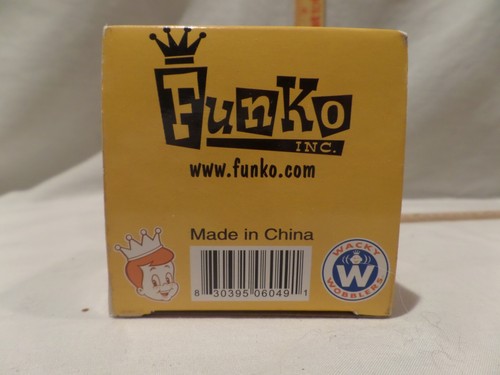 Funko
INC.
www.funko.com
Made in China
WACKY
W
WOBBLERS
8 30395 06049 1